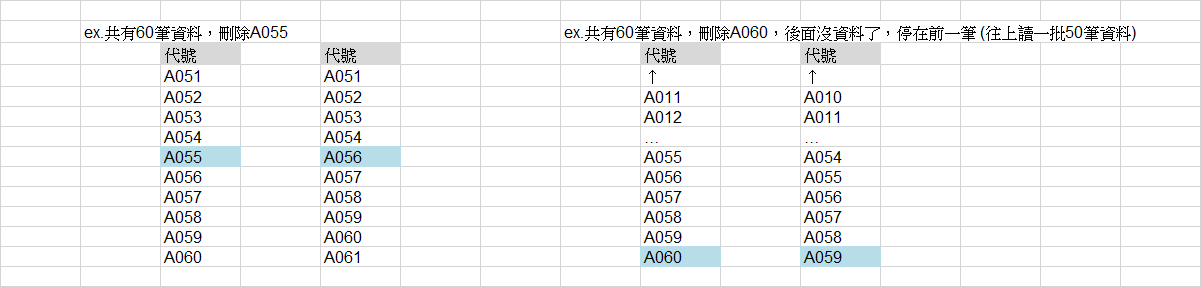 ex.共有60筆資料，刪除A055 ex.共有60筆資料，刪除A060，後面沒資料了，停在前一筆 (往上讀一批50筆資料)
代號 代號 代號 代號
A051 A051 ↑ ↑
A052 A052 A011 A010
A053 A053 A012 A011
A054 A054 ... ...
A055 A056 A055 A054
A056 A057 A056 A055
A057 A058 A057 A056
A058 A059 A058 A057
A059 A060 A059 A058
A060 A061 A060 A059